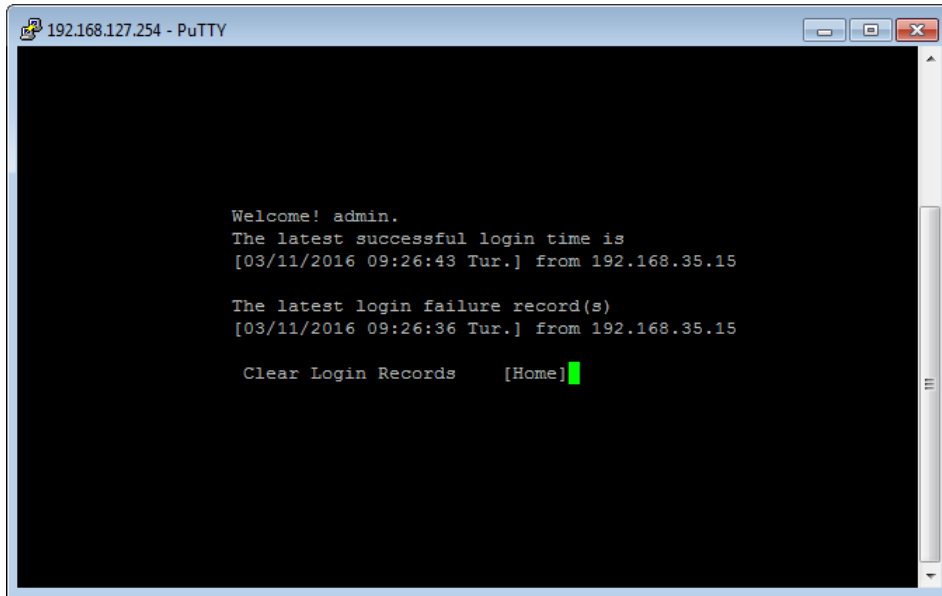 192.168.127.254 - PuTTY
Welcome! admin.
The latest successful login time is
[03/11/2016 09:26:43 Tur.] from 192.168.35.15
The latest login failure record(s)
[03/11/2016 09:26:36 Tur.] from 192.168.35.15
Clear Login Records [Home]